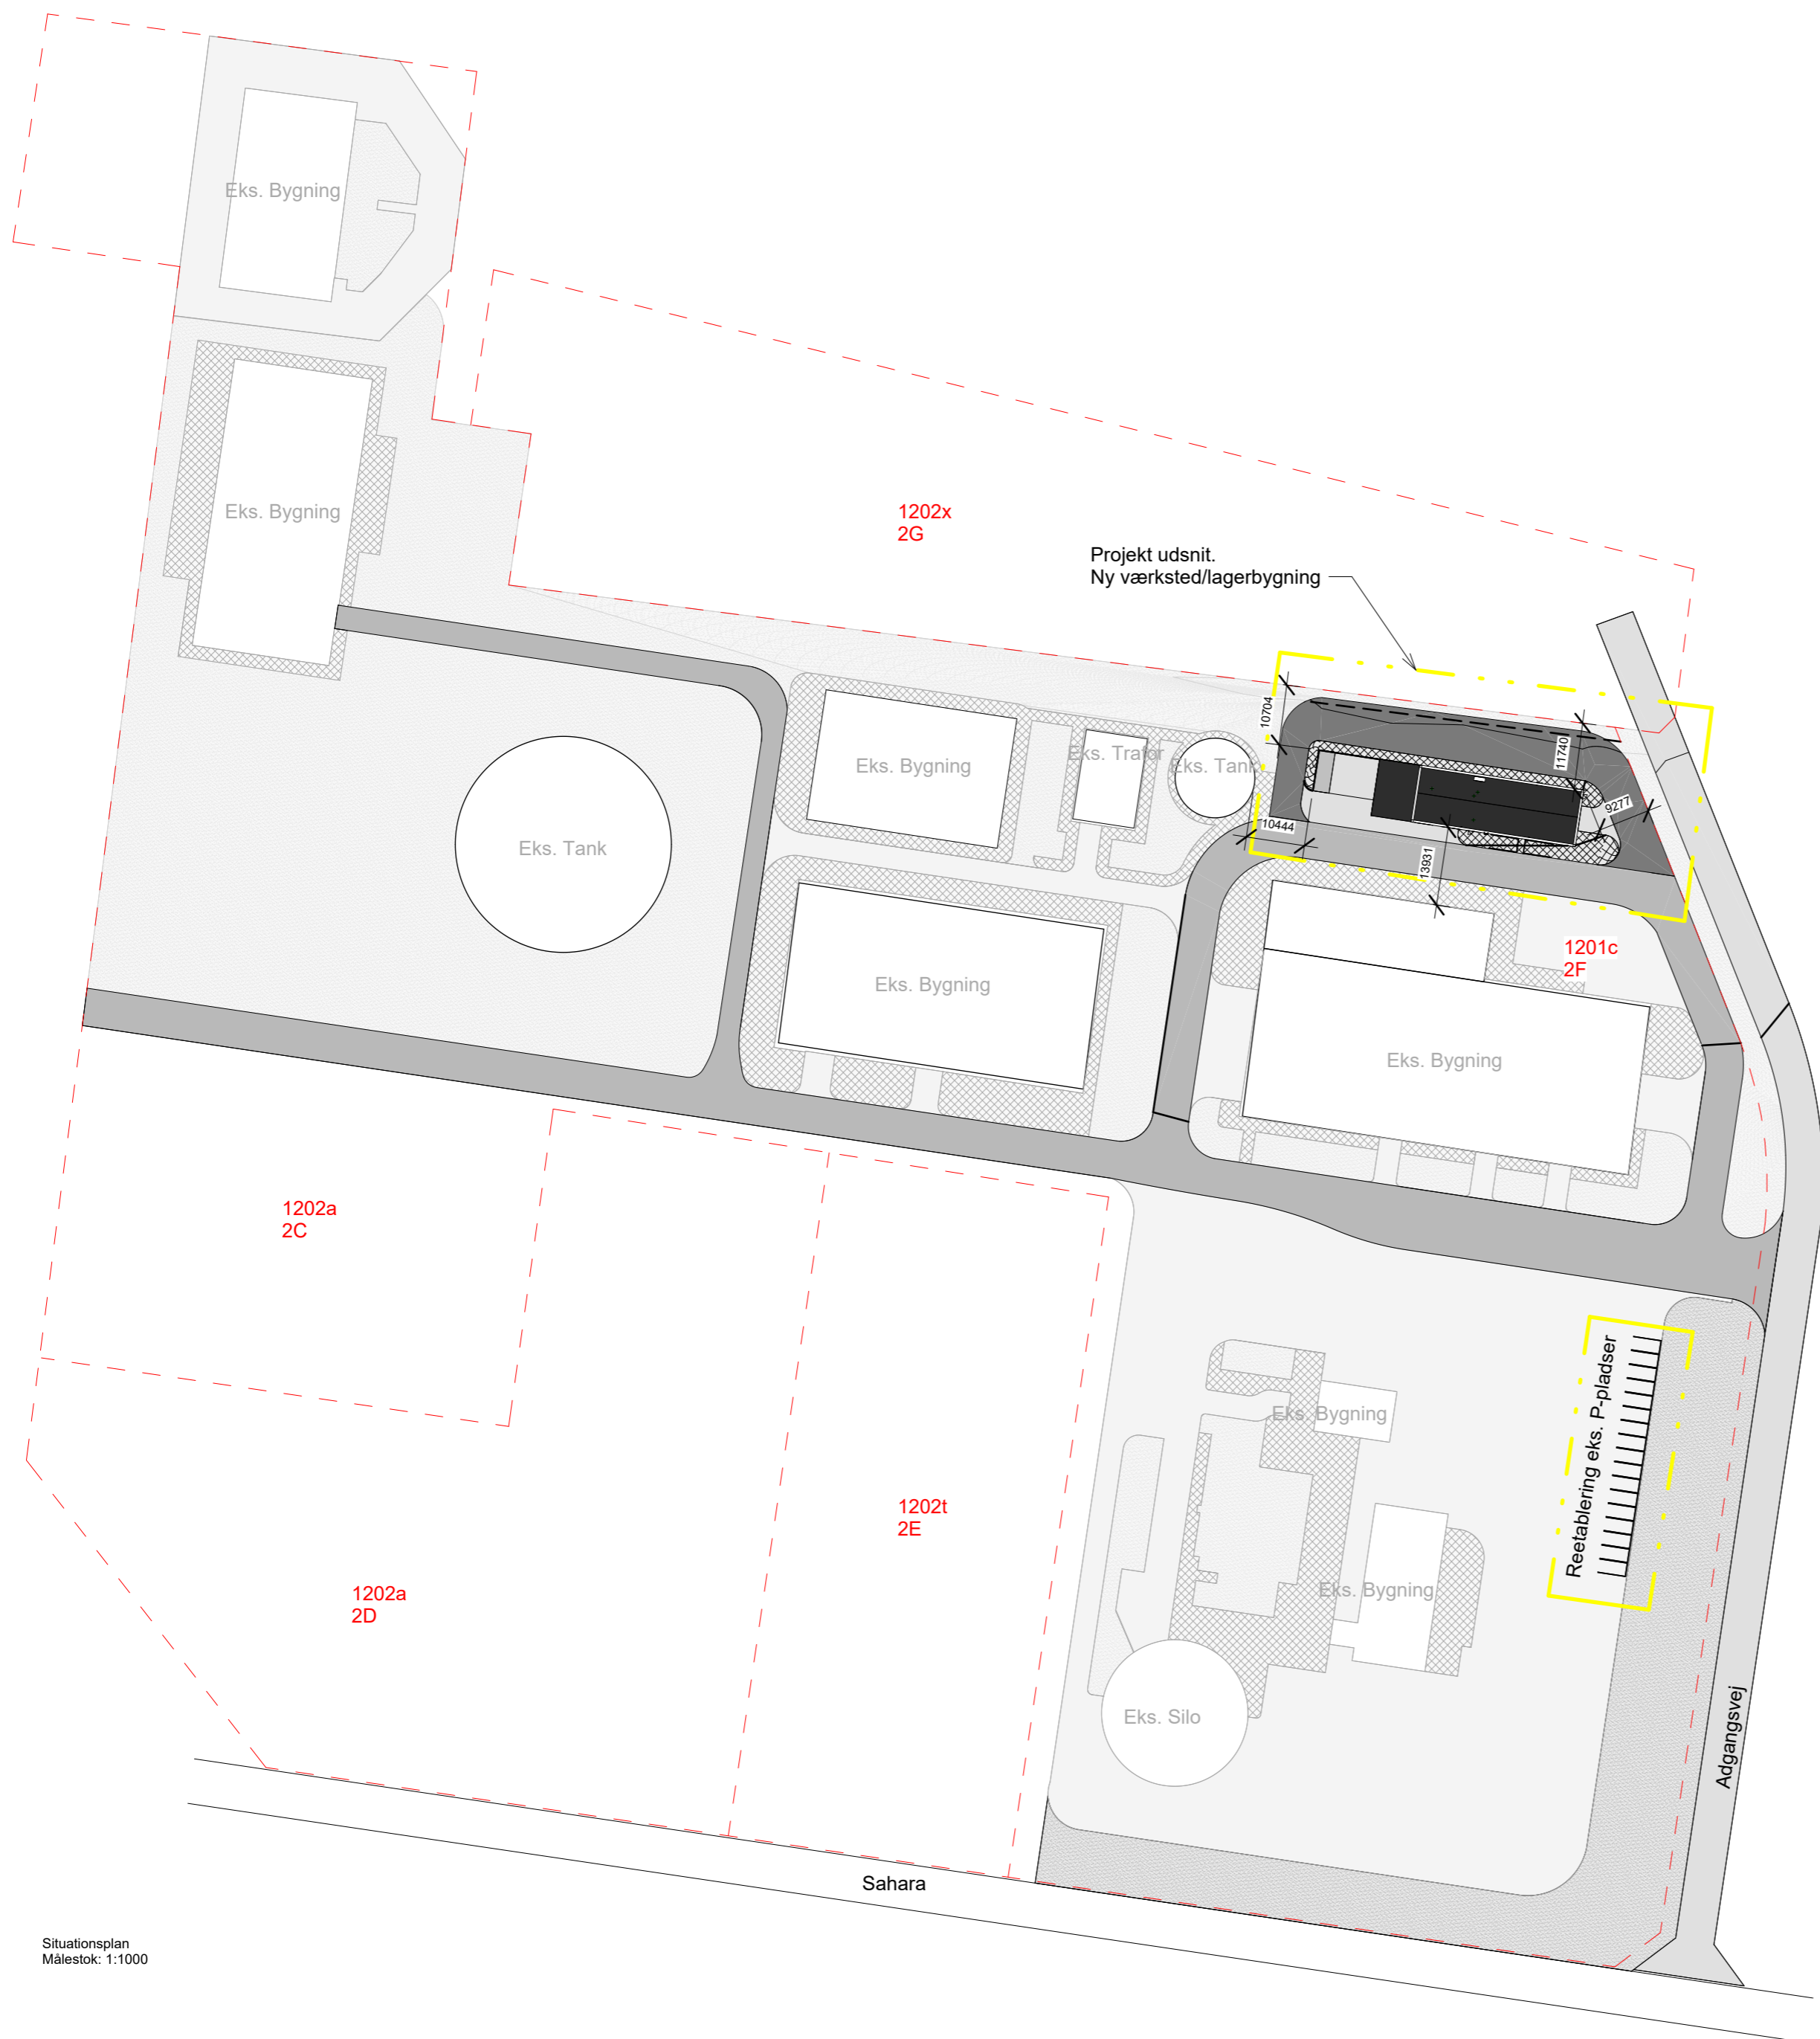 Eks. Bygning
Eks. Bygning
1202x
2G
Projekt udsnit.
Ny værksted/lagerbygning
10704
11740
9277
10444
13931
Eks. Bygning
Eks. Trafor
Eks. Tank
Eks. Tank
Eks. Bygning
1201c
2F
Eks. Bygning
1202a
2C
Eks. Bygning
Reetablering eks. P-pladser
1202t
2E
1202a
2D
Eks. Bygning
Eks. Silo
Adgangsvej
Sahara
Situationsplan
Målestok: 1:1000